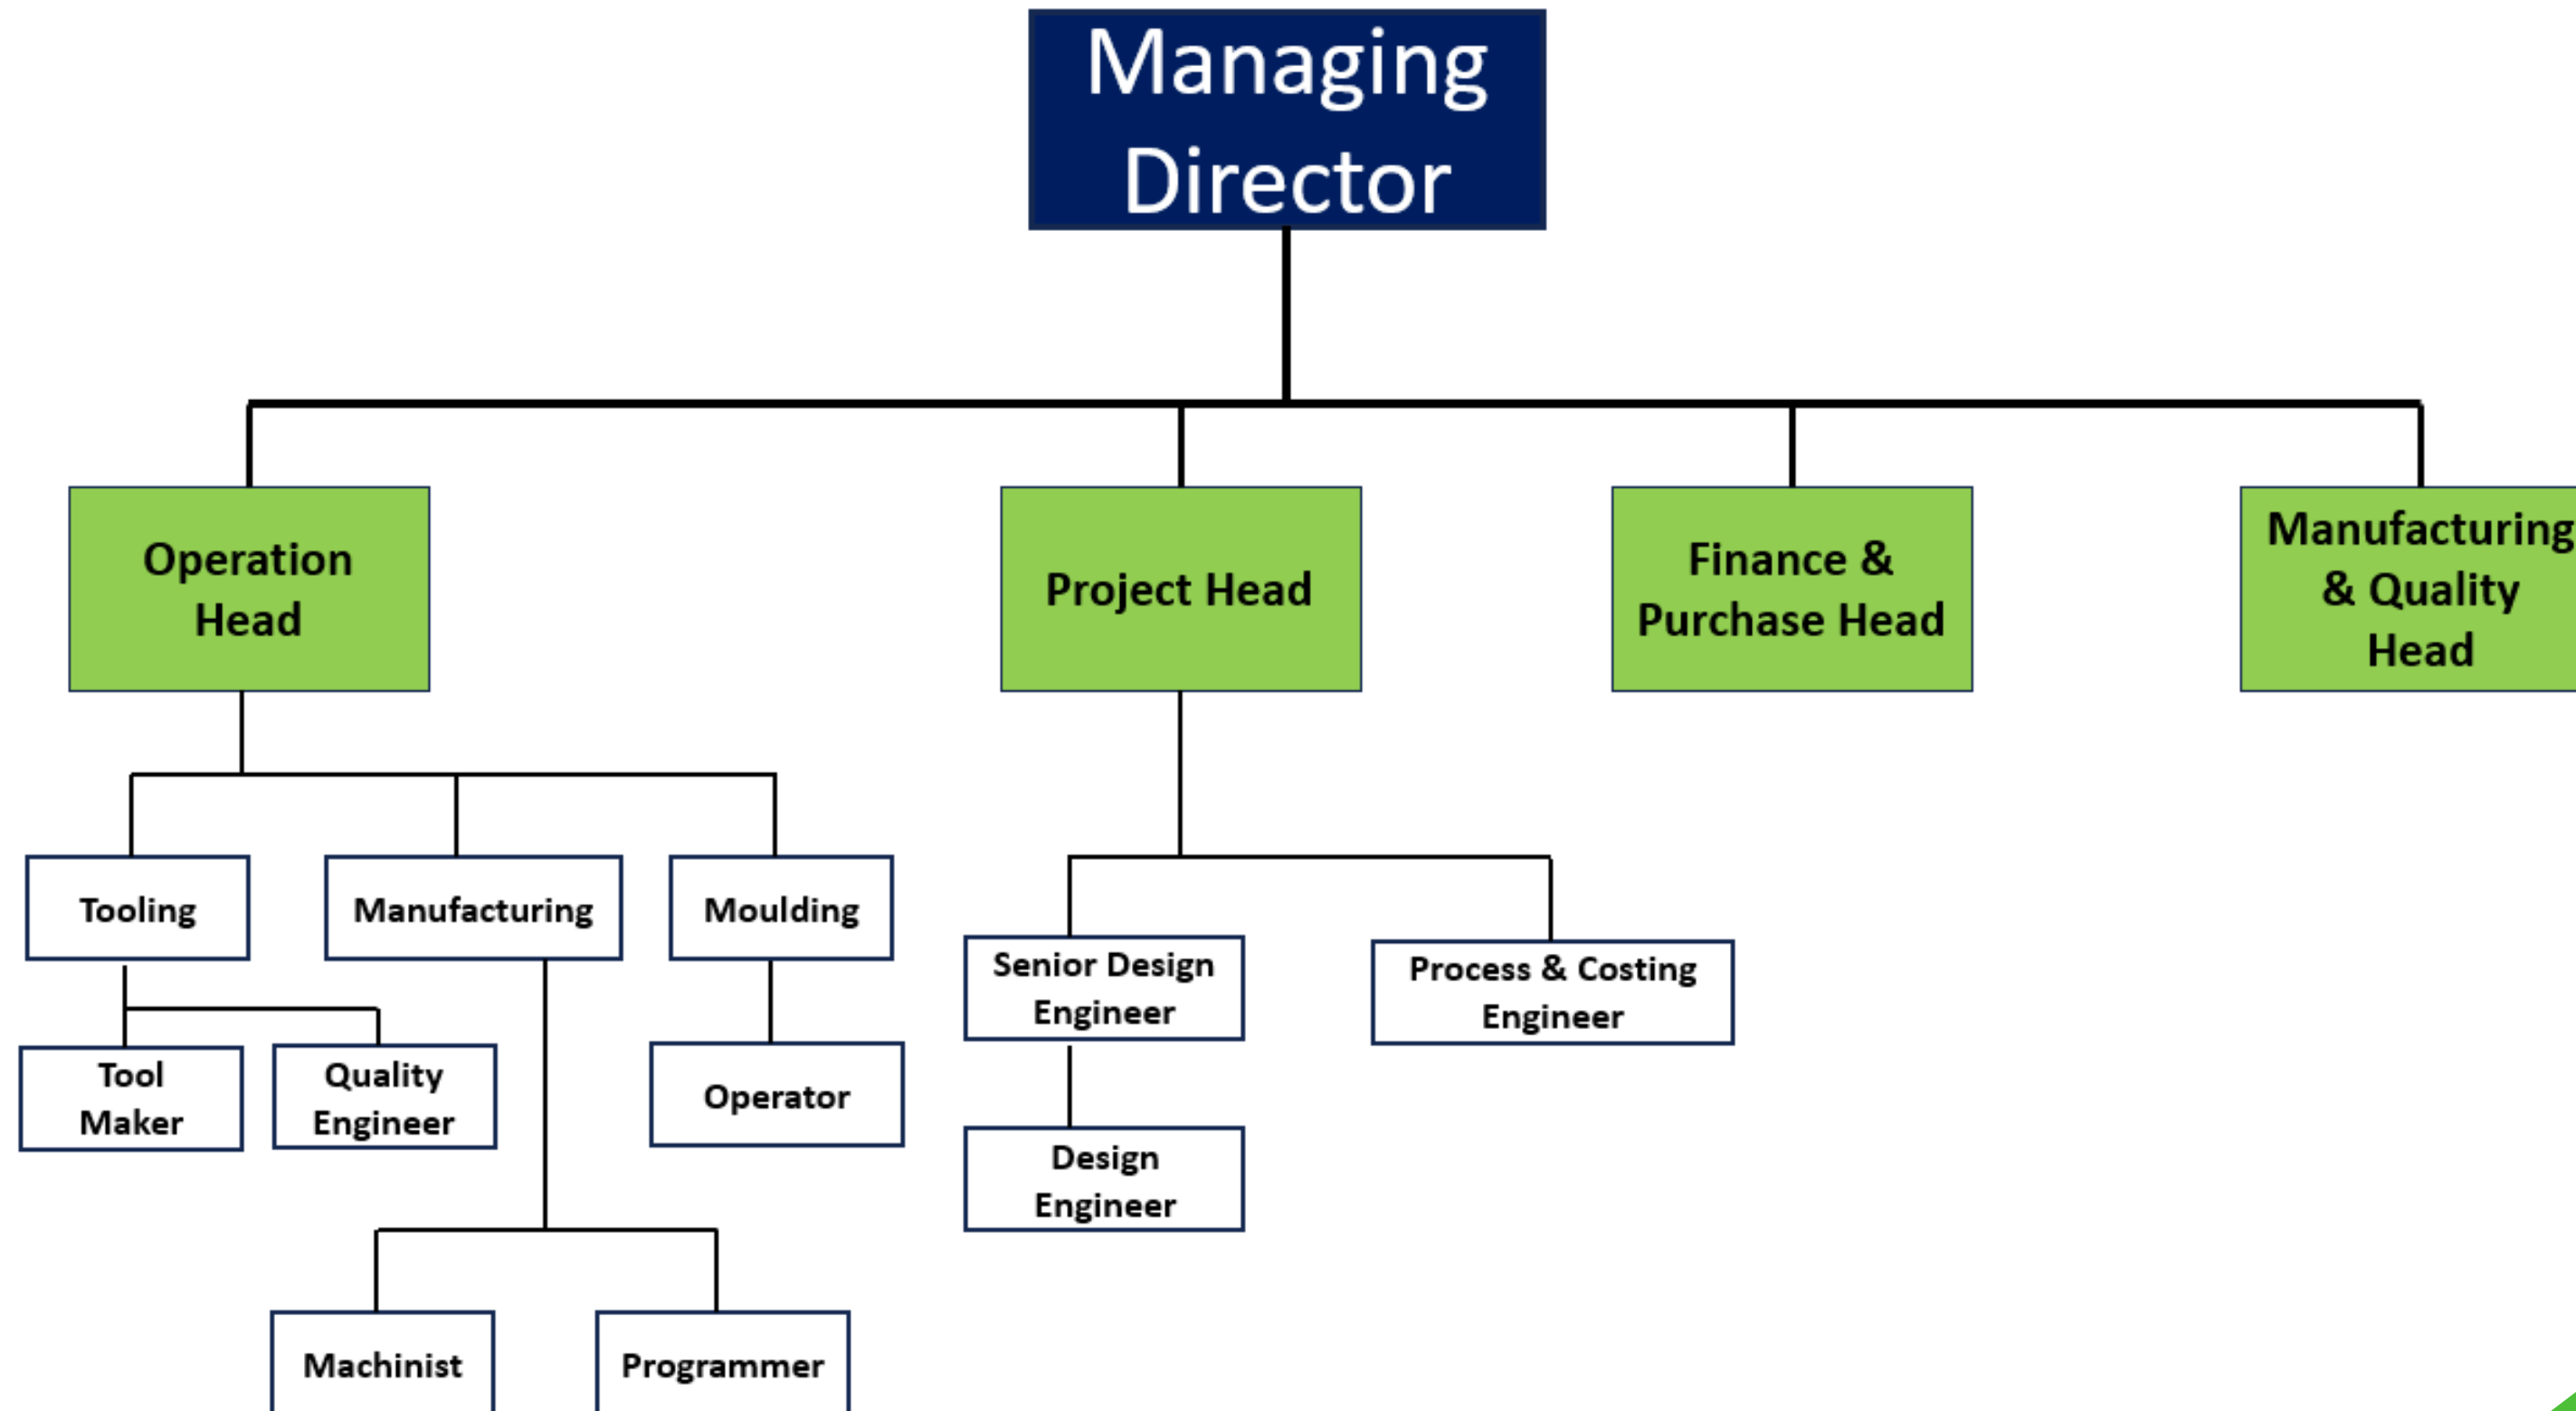 Managing
Director
Operation
Head
Project Head
Finance &
Purchase Head
Manufacturing
& Quality
Head
Tooling
Manufacturing
Moulding
Senior Design
Engineer
Process & Costing
Engineer
Tool
Maker
Quality
Engineer
Operator
Design
Engineer
Machinist
Programmer